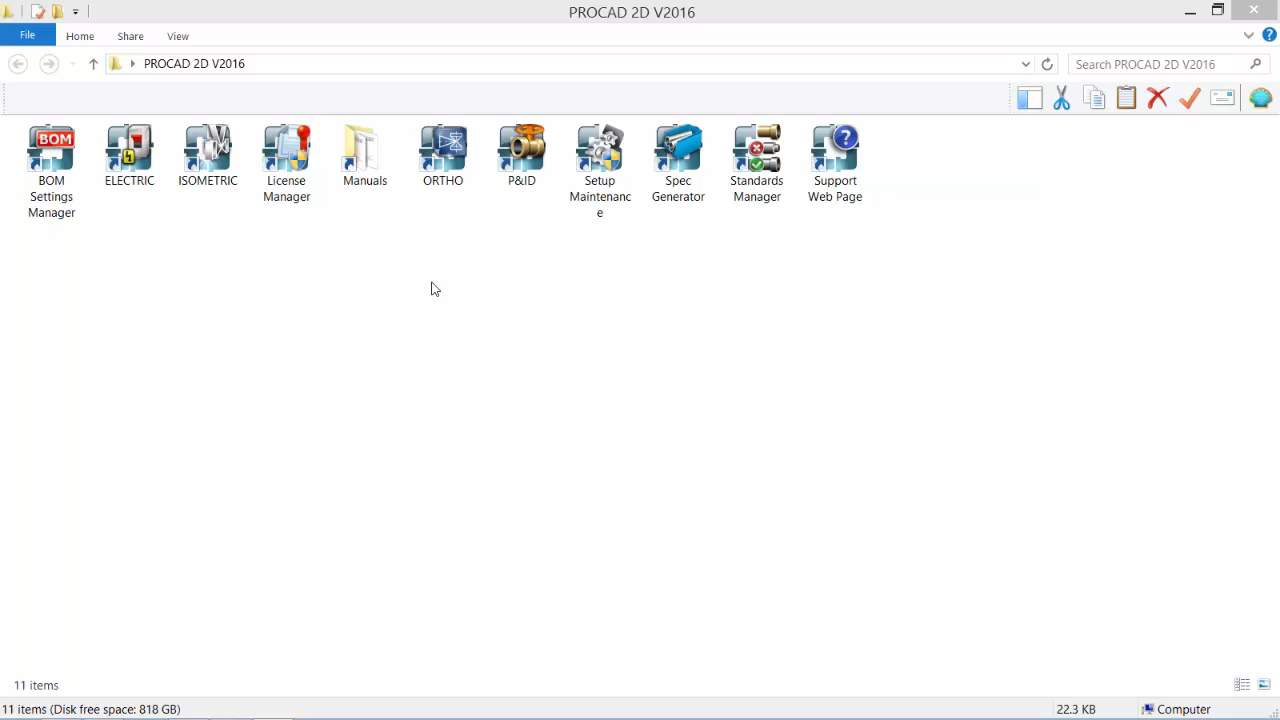 PROCAD 2D V2016
File
Home
Share
View
PROCAD 2D V2016
Search PROCAD 2D V2016
BOM
BOM
Settings
Manager
ELECTRIC
ISOMETRIC
License
Manager
Manuals
ORTHO
P&ID
Setup
Maintenanc
e
Spec
Generator
Standards
Manager
Support
Web Page
11 items
11 items (Disk free space: 818 GB)
22.3 KB
Computer